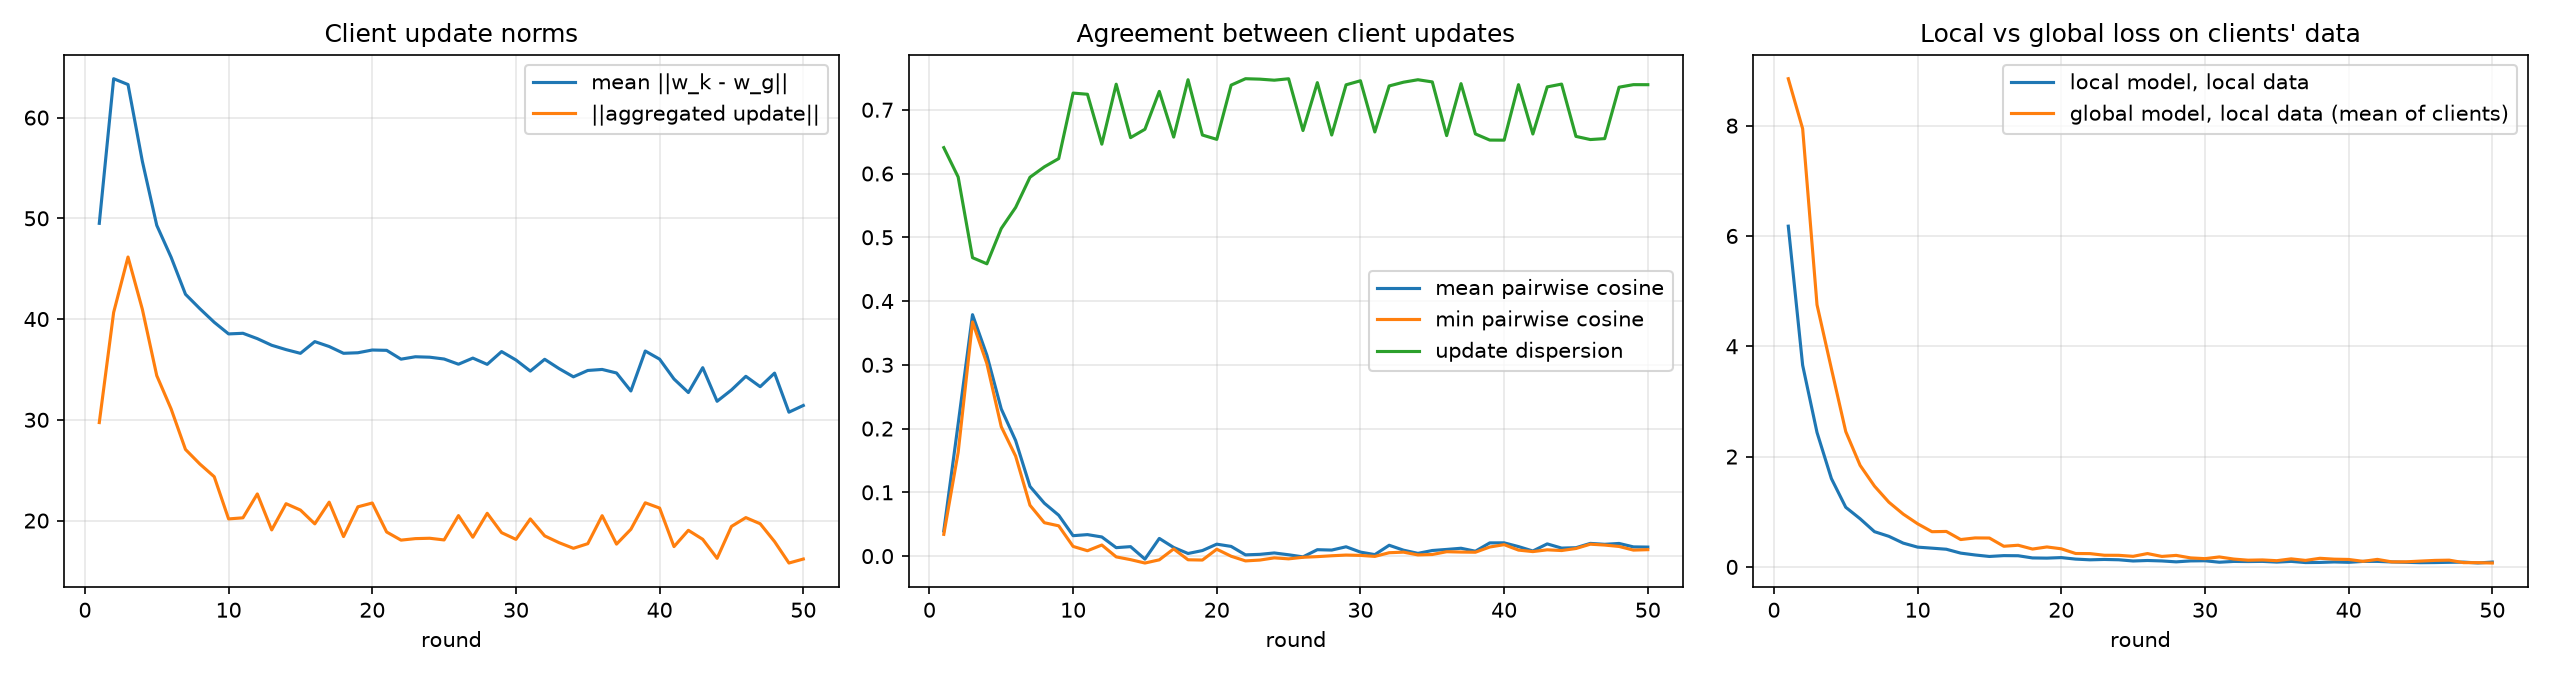 Client update norms
mean ||w_k - w_g||
||aggregated update||
60
50
40
30
20
0 10 20 30 40 50
round
Agreement between client updates
0.7
0.6
0.5
0.4
0.3
0.2
0.1
0.0
mean pairwise cosine
min pairwise cosine
update dispersion
0 10 20 30 40 50
round
Local vs global loss on clients' data
local model, local data
global model, local data (mean of clients)
8
6
4
2
0
0 10 20 30 40 50
round